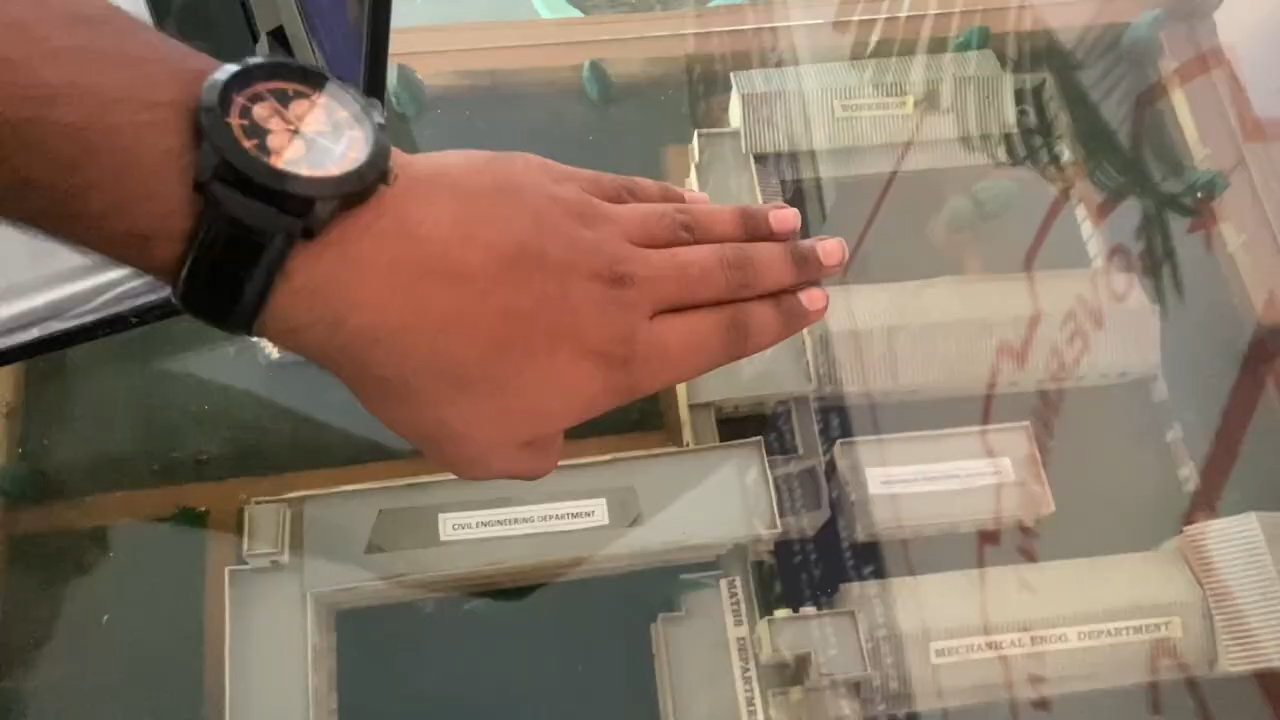 WORKSHOP
CIVIL ENGINEERING DEPARTMENT
MATHS DEPARTME
MECHANICAL ENGG. DEPARTMENT